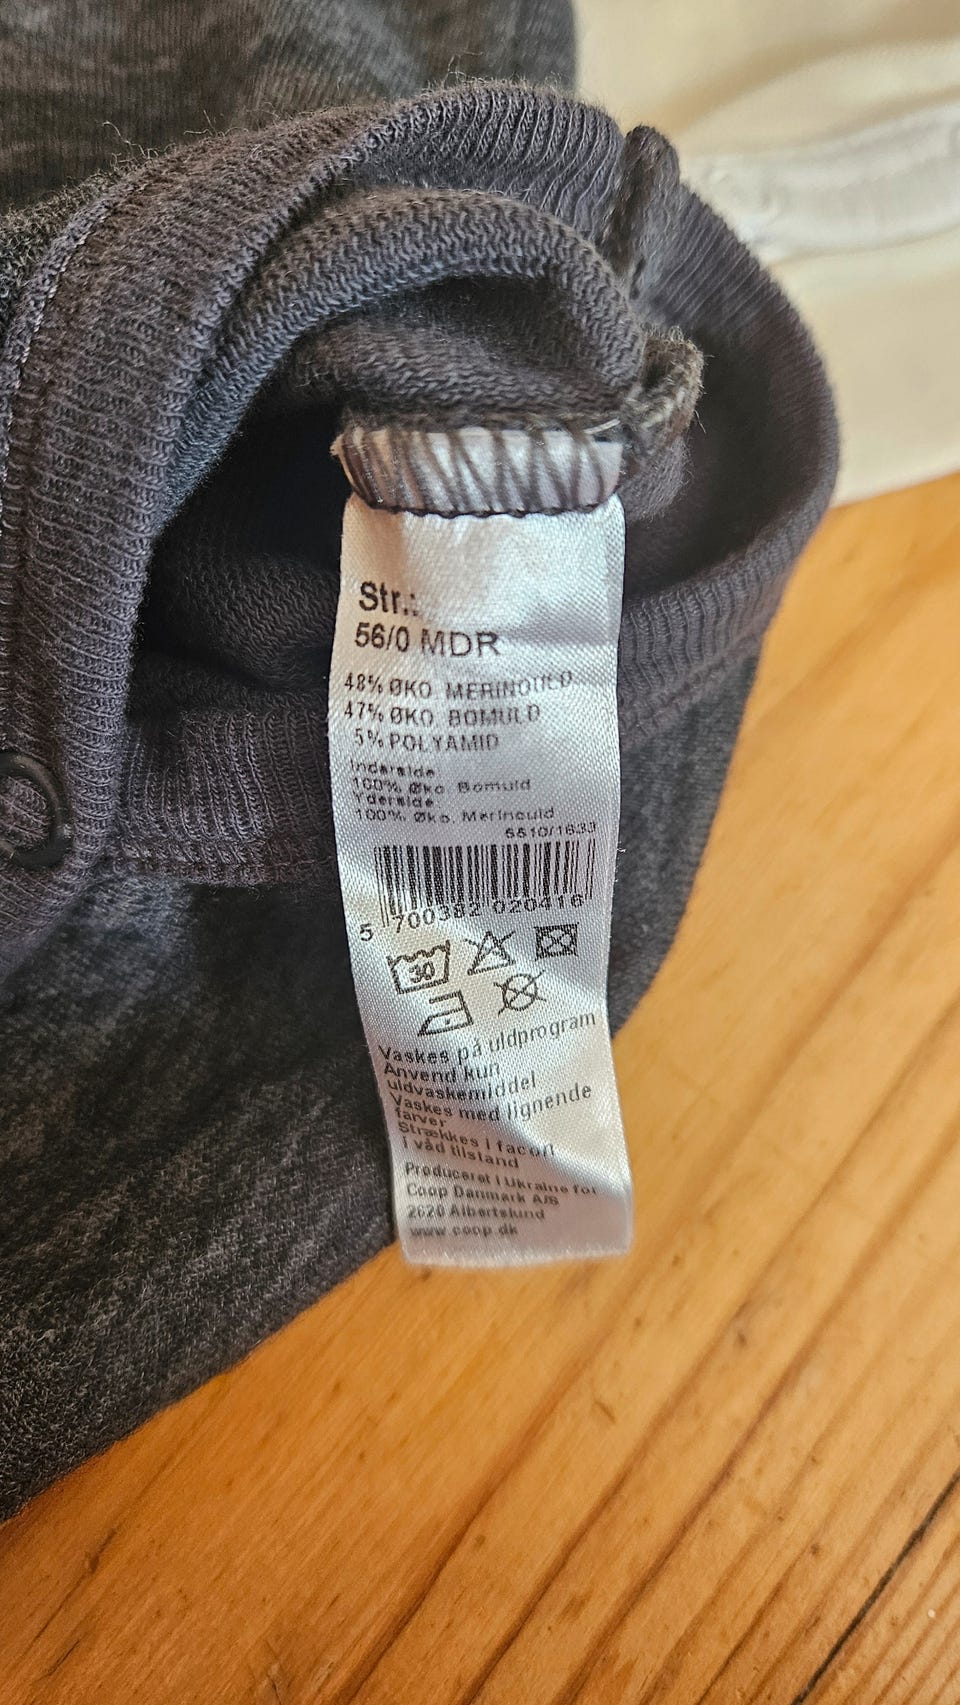 Str.:
56/0 MDR
48% ØKO. MERINOULD
47% ØKO. BOMULD
5% POLYAMID
Inderside
100% Øko. Bomuld
Yderside
100% Øko. Merinould
5510/1633
5 700382 020416
30
Vaskes på uldprogram
Anvend kun
uldvaskemiddel
Vaskes med lignende
farver
Strækkes i facon
i våd tilstand
Produceret i Ukraine for
Coop Danmark A/S
2620 Albertslund
www.coop.dk